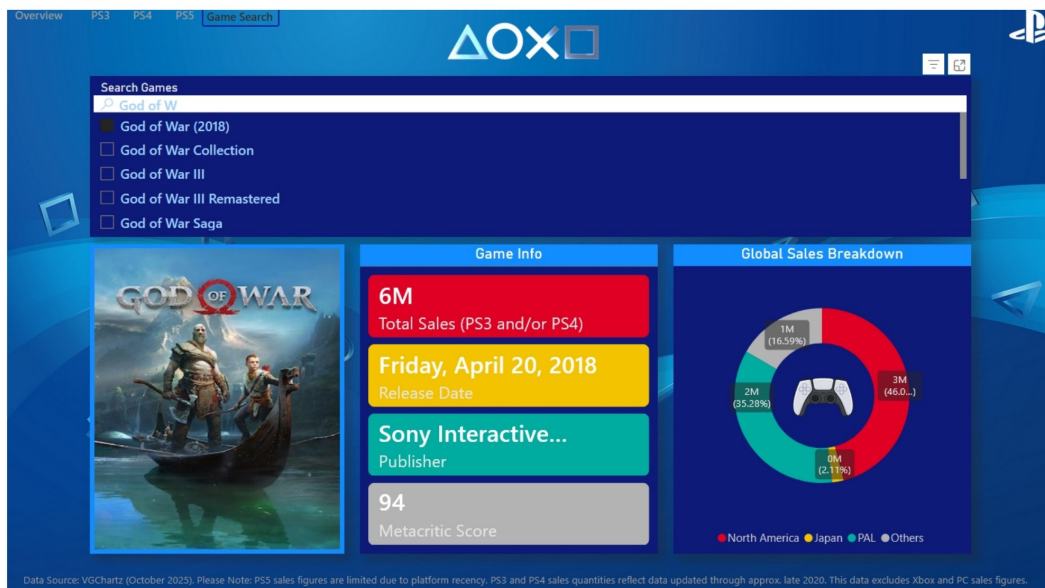 Overview PS3 PS4 PS5 Game Search
Search Games
God of W
God of War (2018)
God of War Collection
God of War III
God of War III Remastered
God of War Saga
GOD OF WAR
Game Info
6M
Total Sales (PS3 and/or PS4)
Friday, April 20, 2018
Release Date
Sony Interactive...
Publisher
94
Metacritic Score
Global Sales Breakdown
1M
(16.59%)
3M
(46.0...)
2M
(35.28%)
0M
(2.11%)
North America Japan PAL Others
Data Source: VGChartz (October 2025). Please Note: PS5 sales figures are limited due to platform recency. PS3 and PS4 sales quantities reflect data updated through approx. late 2020. This data excludes Xbox and PC sales figures.